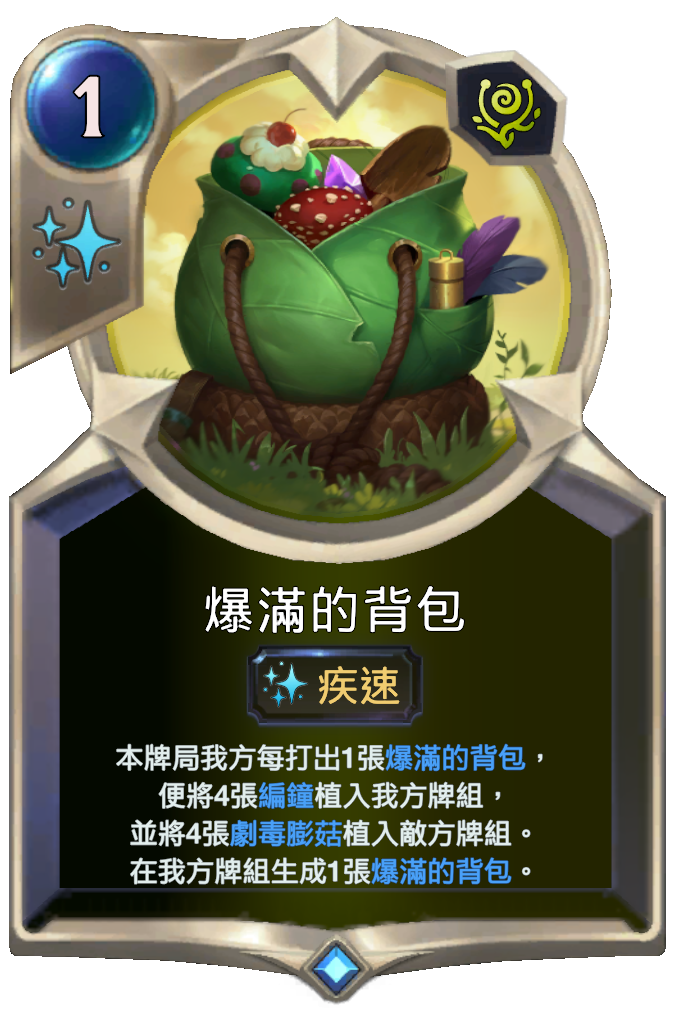 1
爆滿的背包
疾速
本牌局我方每打出1張爆滿的背包，
便將4張編鐘植入我方牌組，
並將4張劇毒膨菇植入敵方牌組。
在我方牌組生成1張爆滿的背包。